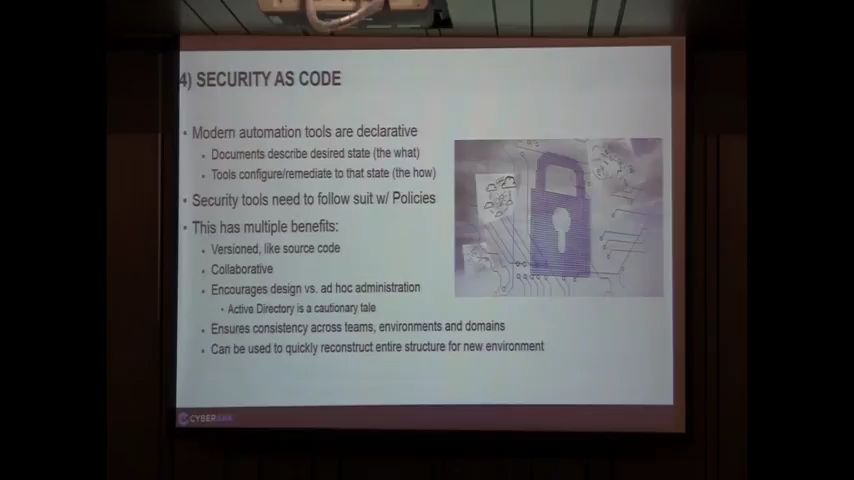 4) SECURITY AS CODE
• Modern automation tools are declarative
• Documents describe desired state (the what)
• Tools configure/remediate to that state (the how)
• Security tools need to follow suit w/ Policies
• This has multiple benefits:
• Versioned, like source code
• Collaborative
• Encourages design vs. ad hoc administration
• Active Directory is a cautionary tale
• Ensures consistency across teams, environments and domains
• Can be used to quickly reconstruct entire structure for new environment
CYBERARK